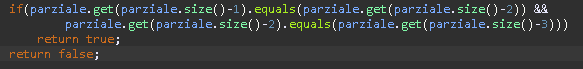 if(parziale.get(parziale.size()-1).equals(parziale.get(parziale.size()-2)) &&
parziale.get(parziale.size()-2).equals(parziale.get(parziale.size()-3)))
return true;
return false;